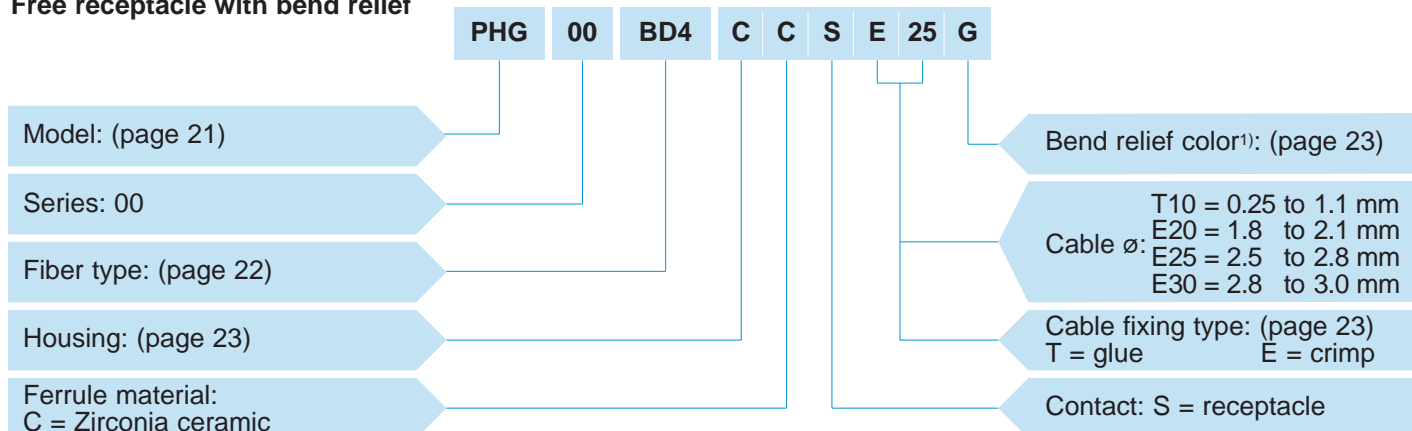 Free receptacle with bend relief
PHG 00 BD4 C C S E 25 G
Model: (page 21)
Series: 00
Fiber type: (page 22)
Housing: (page 23)
Ferrule material:
C = Zirconia ceramic
Bend relief color1): (page 23)
Cable ø:
T10 = 0.25 to 1.1 mm
E20 = 1.8 to 2.1 mm
E25 = 2.5 to 2.8 mm
E30 = 2.8 to 3.0 mm
Cable fixing type: (page 23)
T = glue E = crimp
Contact: S = receptacle